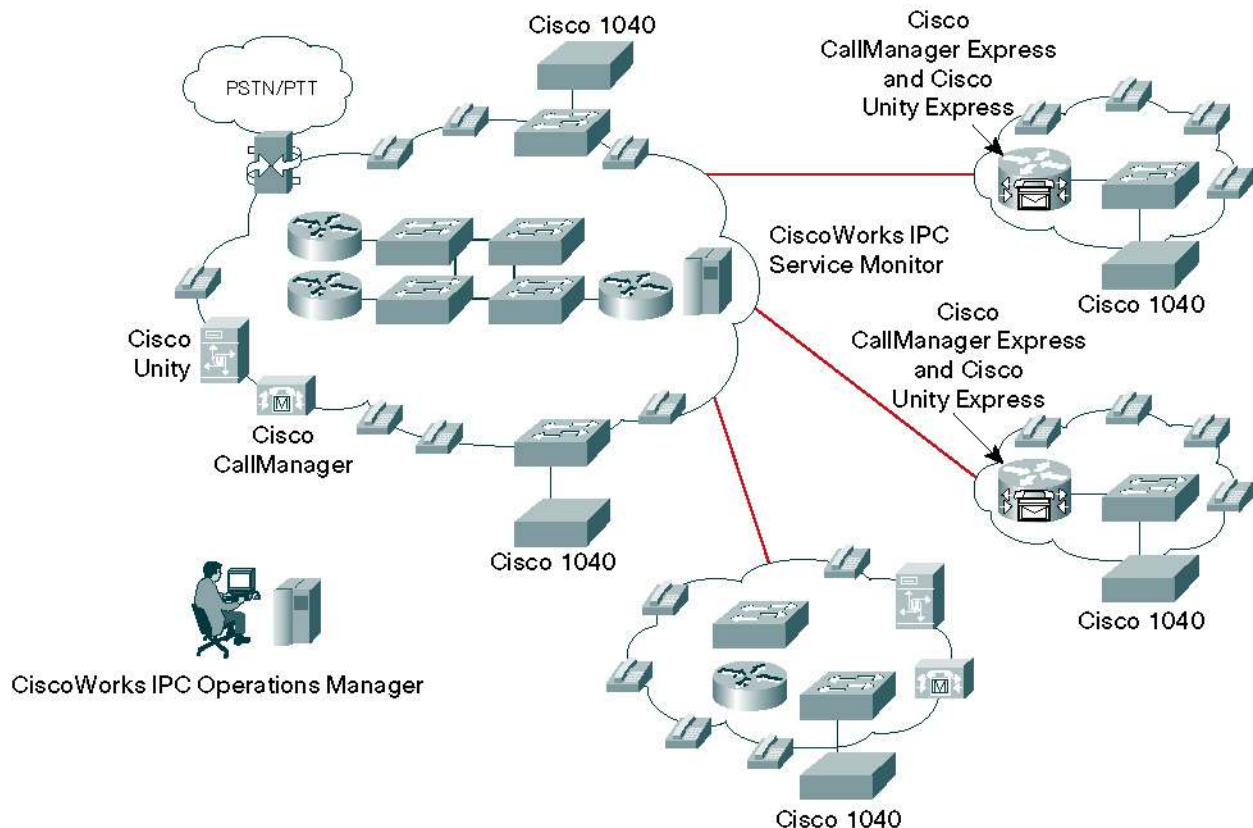 Cisco 1040
PSTN/PTT
Cisco
CallManager Express
and Cisco
Unity Express
Cisco 1040
CiscoWorks IPC
Service Monitor
Cisco
Unity
M
Cisco
CallManager
Cisco
CallManager Express
and Cisco
Unity Express
Cisco 1040
Cisco 1040
CiscoWorks IPC Operations Manager
M
Cisco 1040